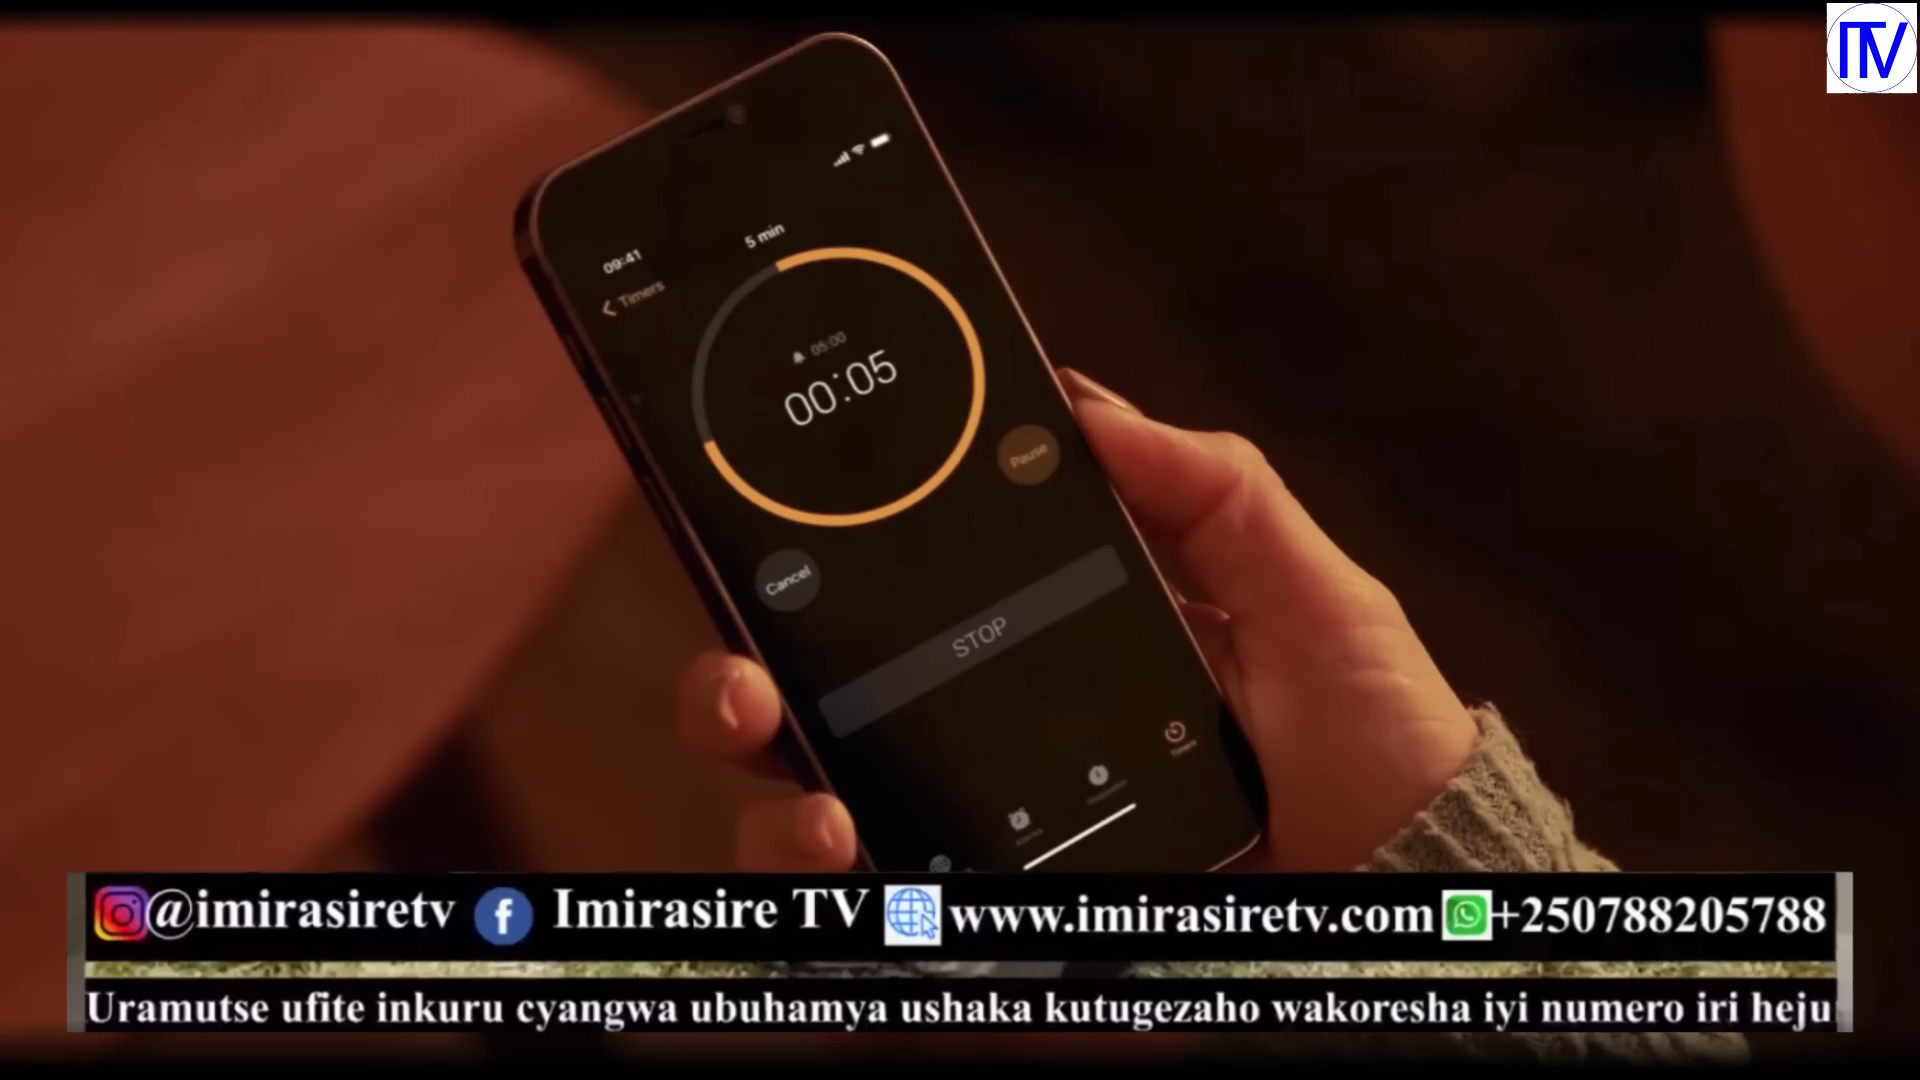 ITV
09:41
5 min
Timers
05:00
00:05
Pause
Cancel
STOP
@imirasiretv Imirasire TV www.imirasiretv.com +250788205788
Uramutse ufite inkuru cyangwa ubuhamya ushaka kutugezaho wakoresha iyi numero iri heju